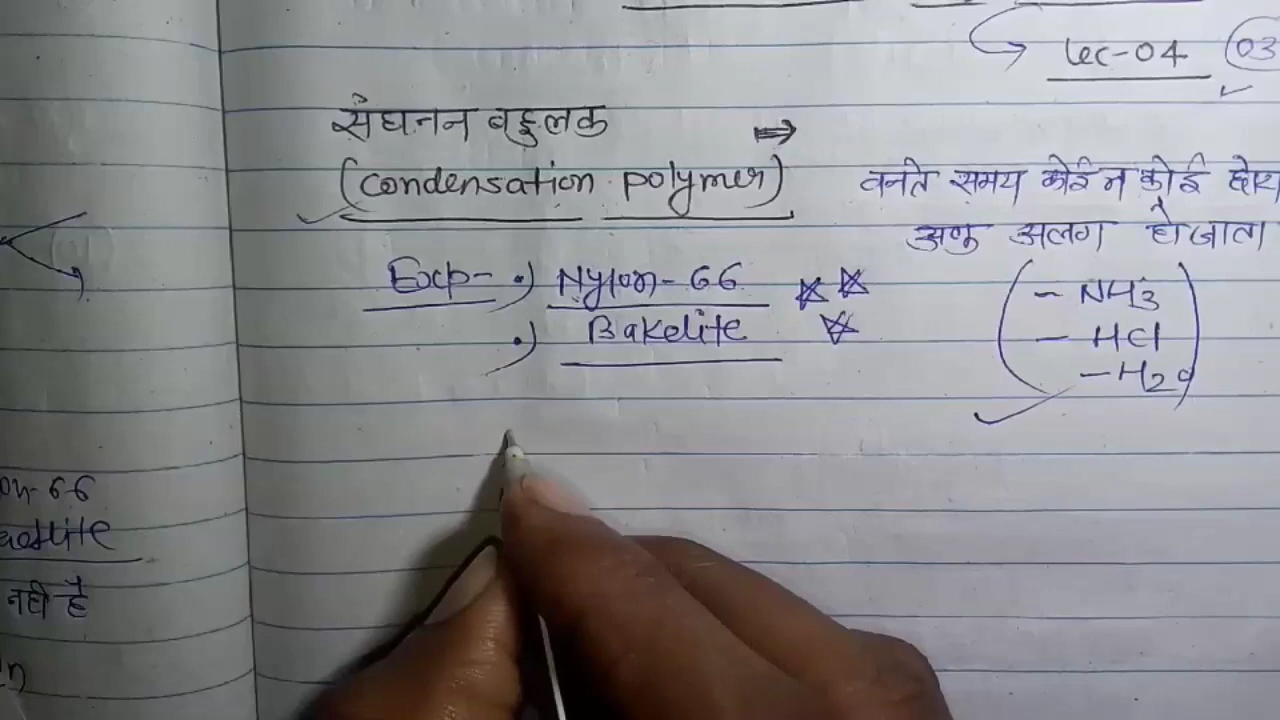 Lec-04 03
संघनन बहुलक
(Condensation polymer) ⇒
बनते समय कोई न कोई छोटा
अणु अलग हो जाता
Exp- •) Nylon-66
•) Bakelite
- NH3
- HCl
- H2O
on-66
नही है